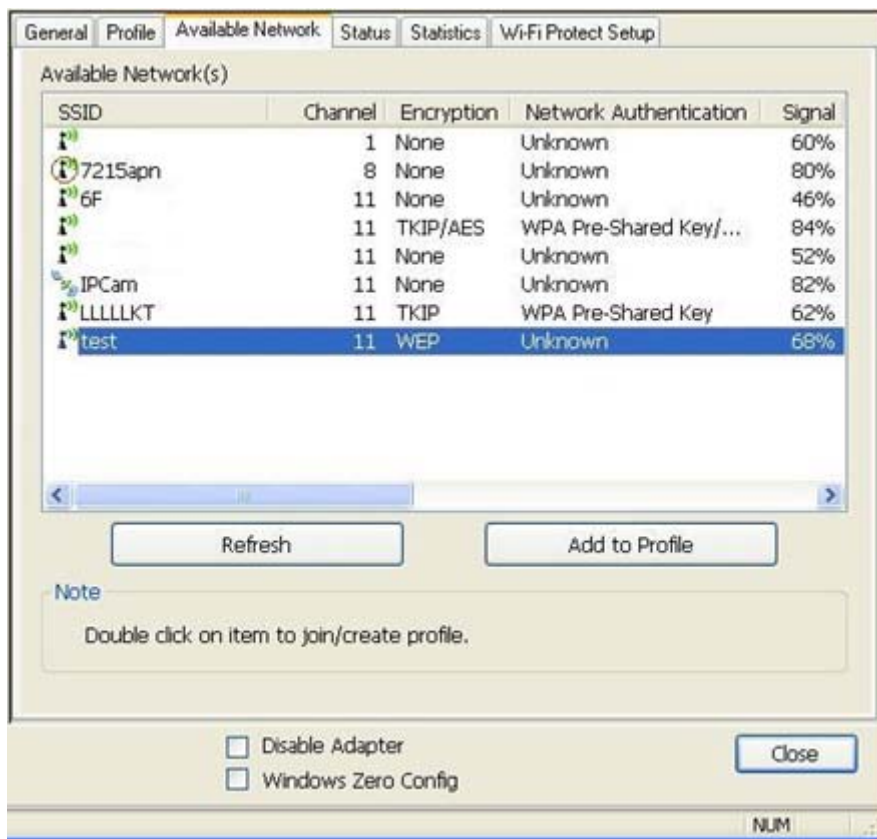 General Profile Available Network Status Statistics Wi-Fi Protect Setup
Available Network(s)
SSID Channel Encryption Network Authentication Signal
1 None Unknown 60%
7215apn 8 None Unknown 80%
6F 11 None Unknown 46%
11 TKIP/AES WPA Pre-Shared Key/... 84%
11 None Unknown 52%
IPCam 11 None Unknown 82%
LLLLLKT 11 TKIP WPA Pre-Shared Key 62%
test 11 WEP Unknown 68%
Refresh Add to Profile
Note
Double click on item to join/create profile.
Disable Adapter
Close
Windows Zero Config
NUM